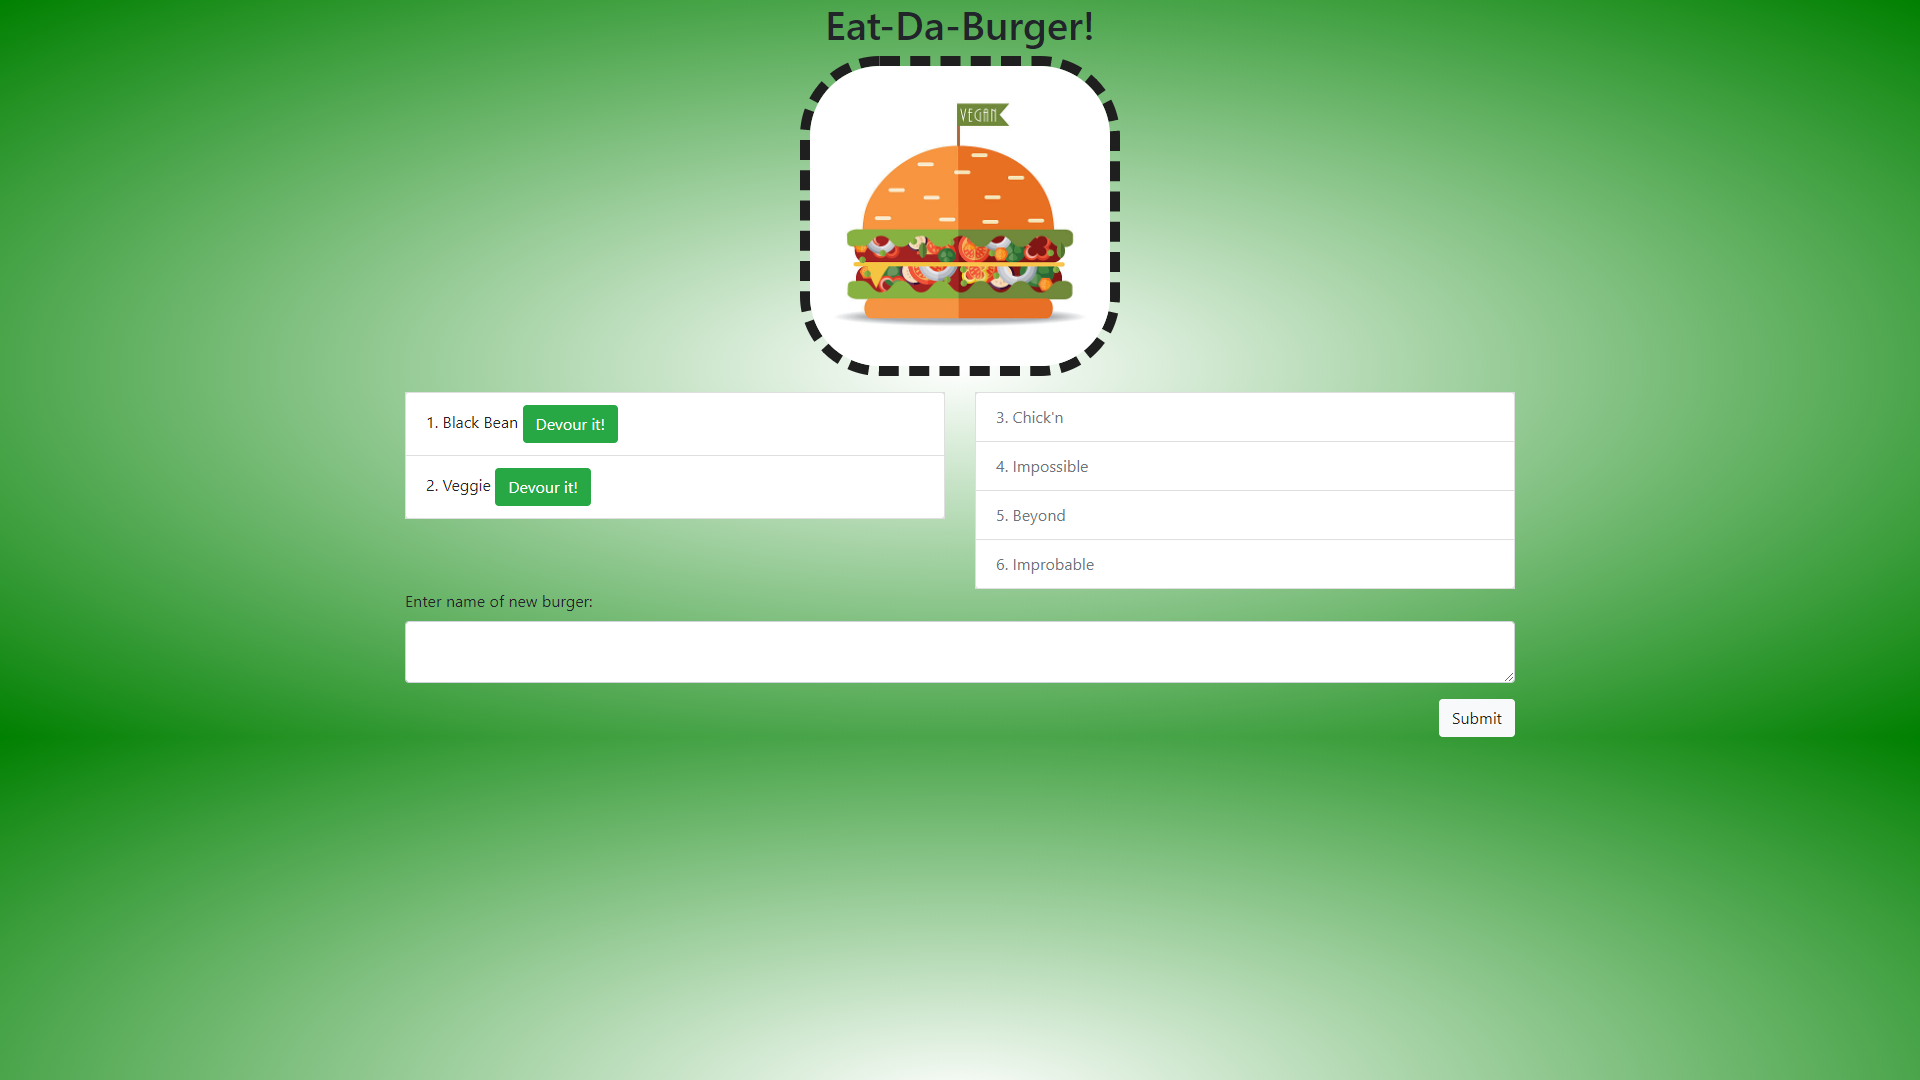 Eat-Da-Burger!
VEGAN
1. Black Bean Devour it!
2. Veggie Devour it!
3. Chick'n
4. Impossible
5. Beyond
6. Improbable
Enter name of new burger:
Submit